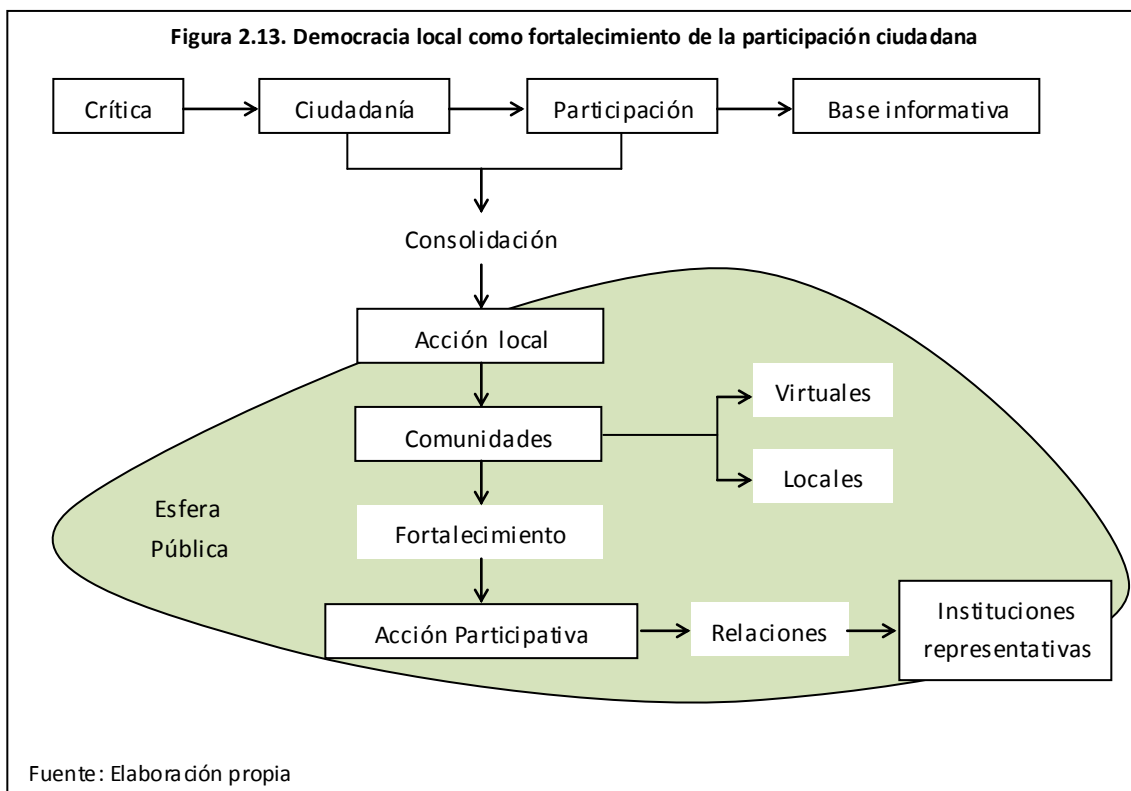 Figura 2.13. Democracia local como fortalecimiento de la participación ciudadana
Crítica
Ciudadanía
Participación
Base informativa
Consolidación
Acción local
Virtuales
Comunidades
Locales
Esfera
Pública
Fortalecimiento
Acción Participativa
Relaciones
Instituciones
representativas
Fuente: Elaboración propia